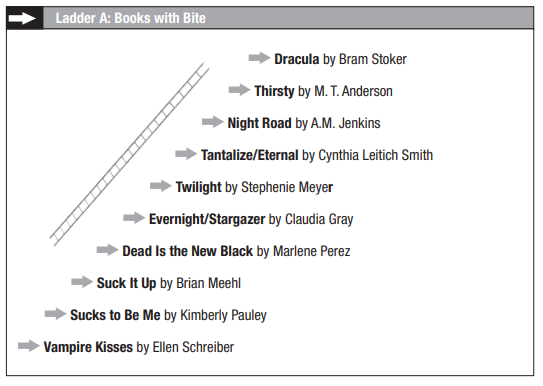 Ladder A: Books with Bite
Dracula by Bram Stoker
Thirsty by M. T. Anderson
Night Road by A.M. Jenkins
Tantalize/Eternal by Cynthia Leitich Smith
Twilight by Stephenie Meyer
Evernight/Stargazer by Claudia Gray
Dead Is the New Black by Marlene Perez
Suck It Up by Brian Meehl
Sucks to Be Me by Kimberly Pauley
Vampire Kisses by Ellen Schreiber